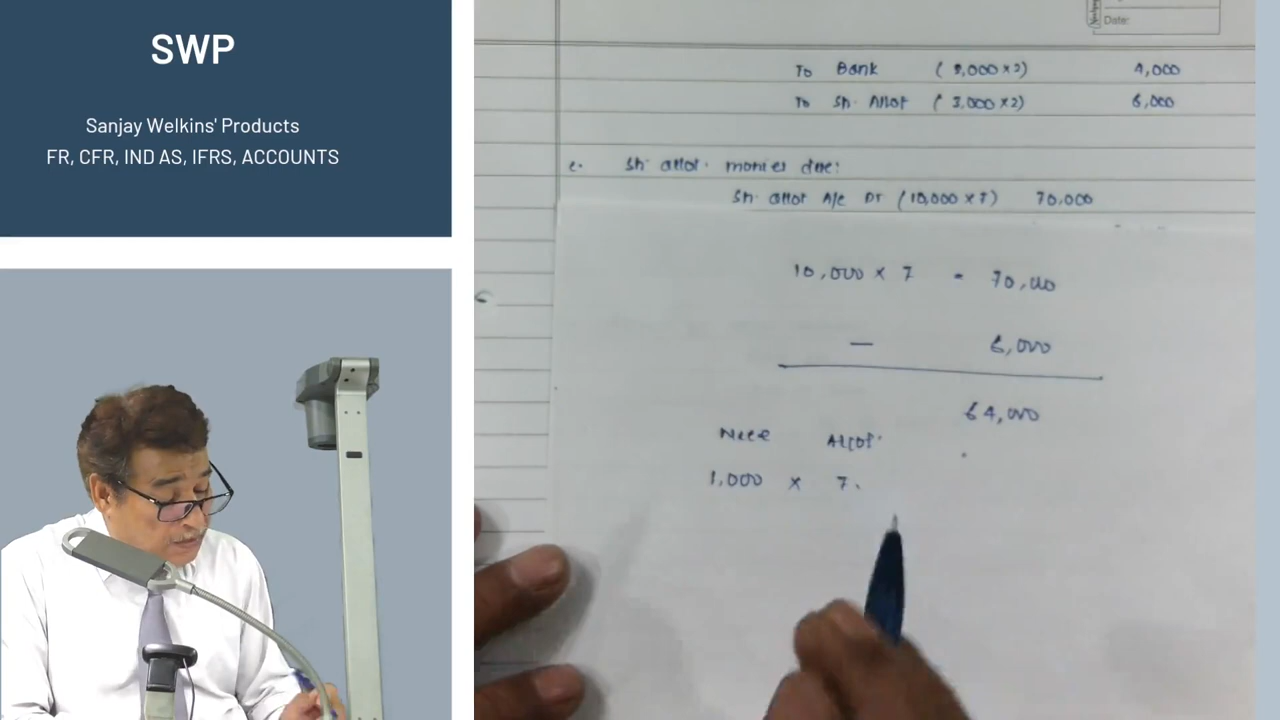 SWP
Sanjay Welkins' Products
FR, CFR, IND AS, IFRS, ACCOUNTS
Date:
To Bank (2,000 × 2) 4,000
To Sh. Allot (3,000 × 2) 6,000
c. Sh. allot. monies due:
Sh. allot A/c Dr (10,000 × 7) 70,000
10,000 × 7 = 70,000
— 6,000
64,000
Neee Allot.
1,000 × 7.